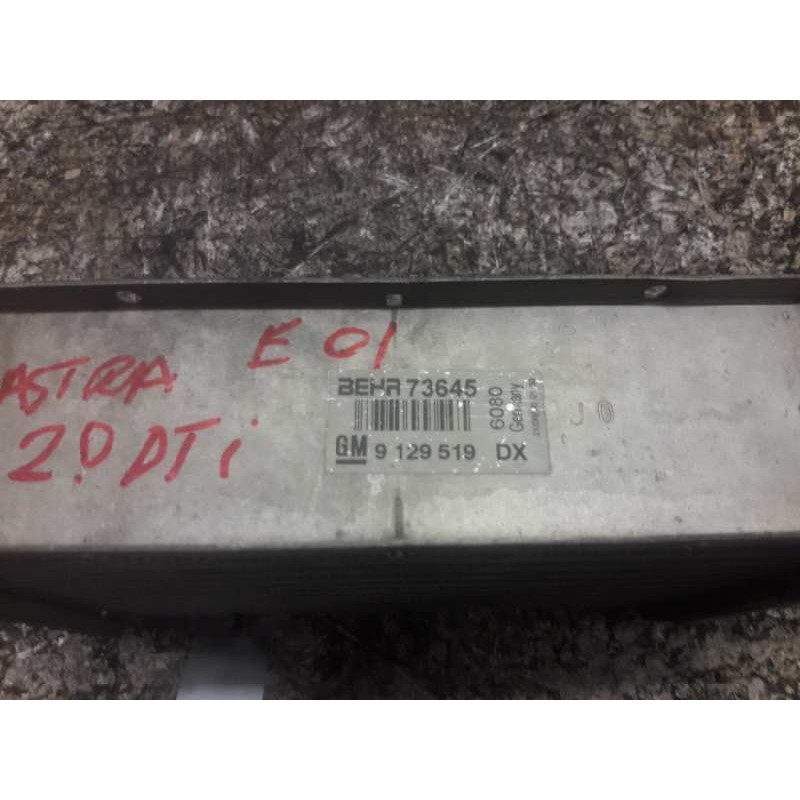 ASTRA E 01
2.0 DTi
BEHR 73645
6080
Germany
GM 9 129 519 DX
J